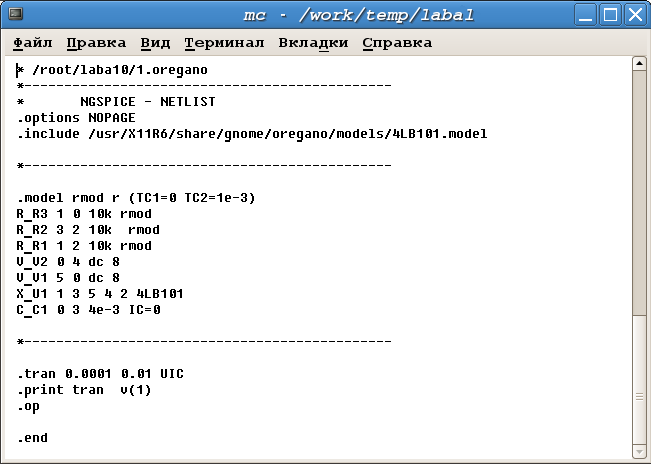 mc - /work/temp/laba1
Файл Правка Вид Терминал Вкладки Справка
* /root/laba10/1.oregano
*----------------------------------------------
*       NGSPICE - NETLIST
.options NOPAGE
.include /usr/X11R6/share/gnome/oregano/models/4LB101.model
*----------------------------------------------
.model rmod r (TC1=0 TC2=1e-3)
R_R3 1 0 10k rmod
R_R2 3 2 10k  rmod
R_R1 1 2 10k rmod
V_V2 0 4 dc 8
V_V1 5 0 dc 8
X_U1 1 3 5 4 2 4LB101
C_C1 0 3 4e-3 IC=0
*----------------------------------------------
.tran 0.0001 0.01 UIC
.print tran  v(1)
.op
.end